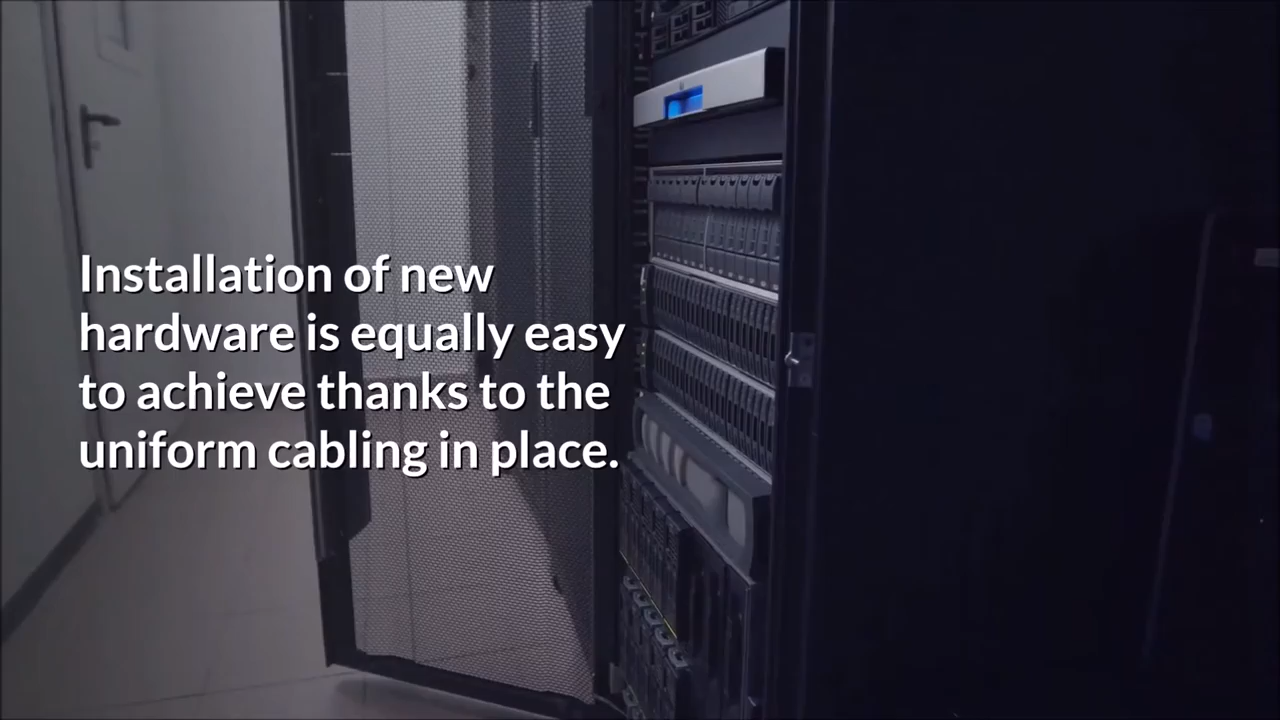 Installation of new
hardware is equally easy
to achieve thanks to the
uniform cabling in place.